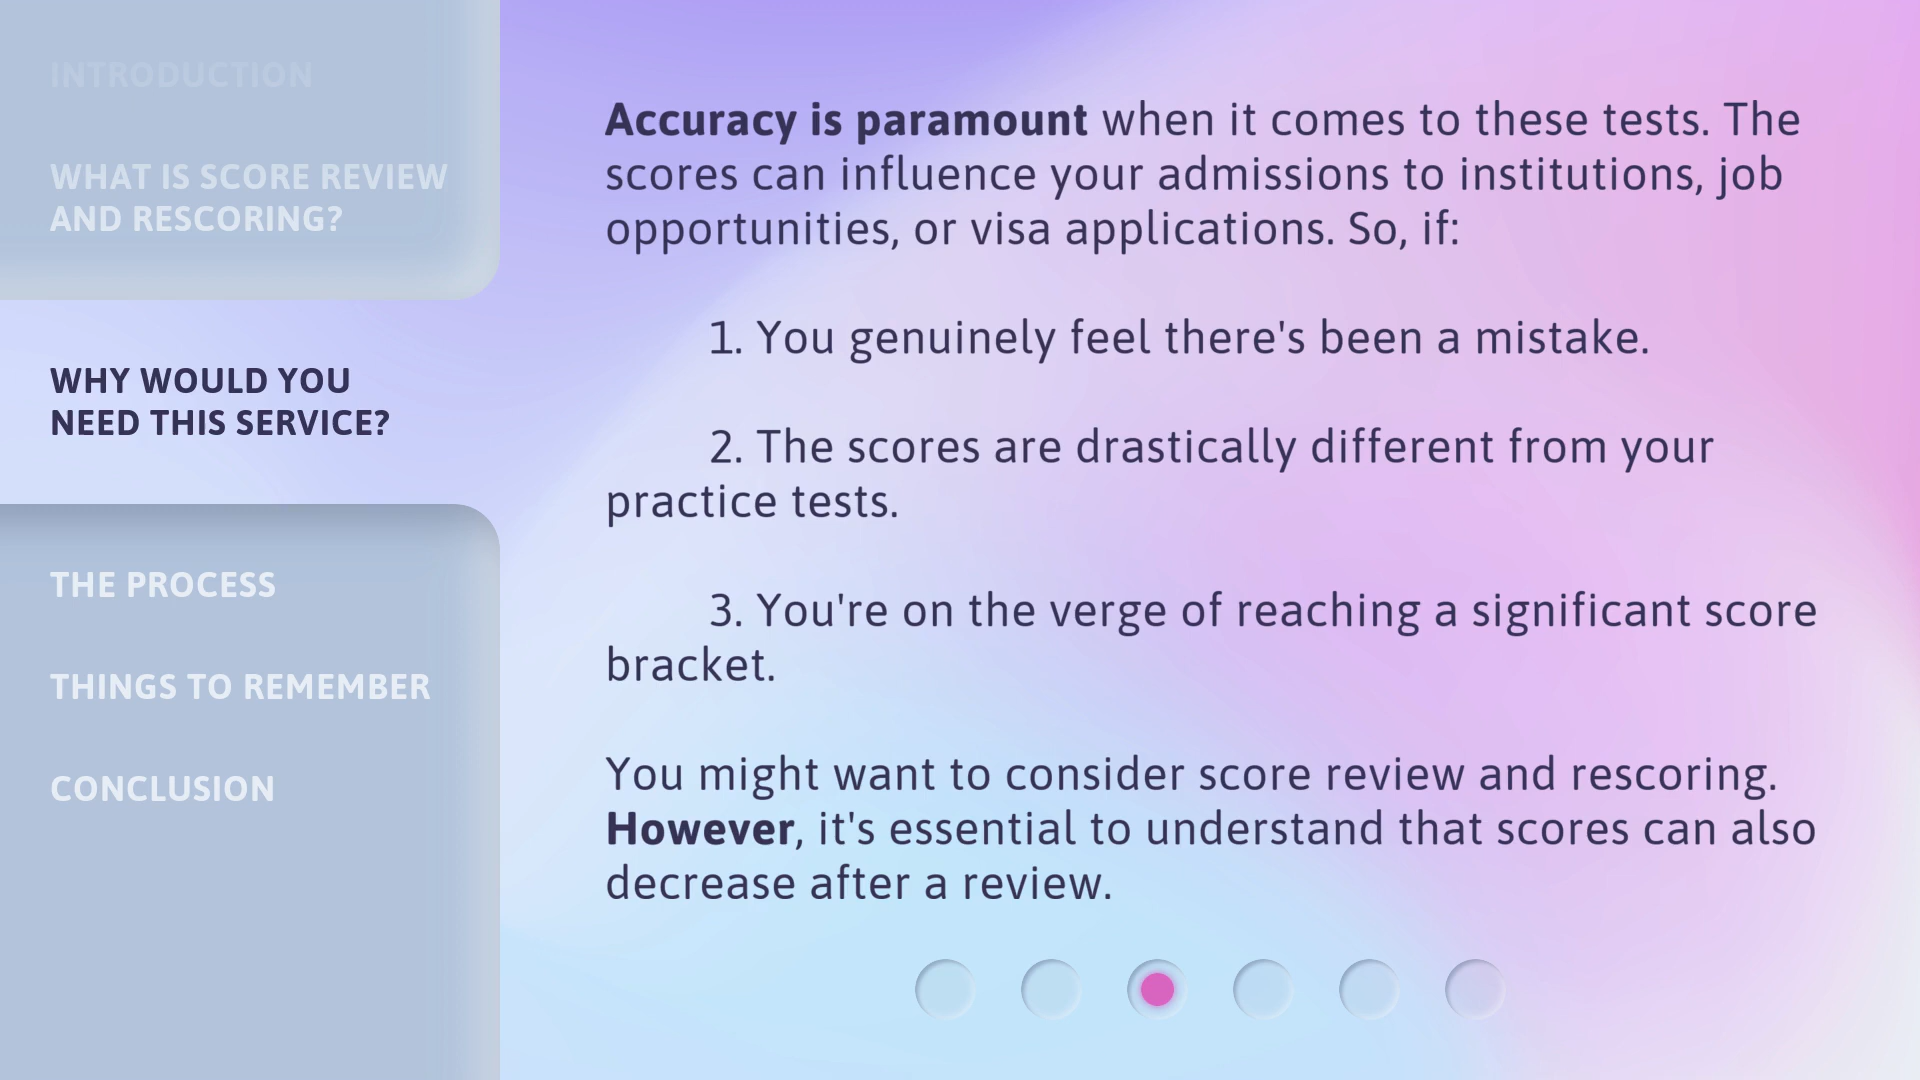 INTRODUCTION
WHAT IS SCORE REVIEW
AND RESCORING?
WHY WOULD YOU
NEED THIS SERVICE?
THE PROCESS
THINGS TO REMEMBER
CONCLUSION
Accuracy is paramount when it comes to these tests. The
scores can influence your admissions to institutions, job
opportunities, or visa applications. So, if:
1. You genuinely feel there's been a mistake.
2. The scores are drastically different from your
practice tests.
3. You're on the verge of reaching a significant score
bracket.
You might want to consider score review and rescoring.
However, it's essential to understand that scores can also
decrease after a review.